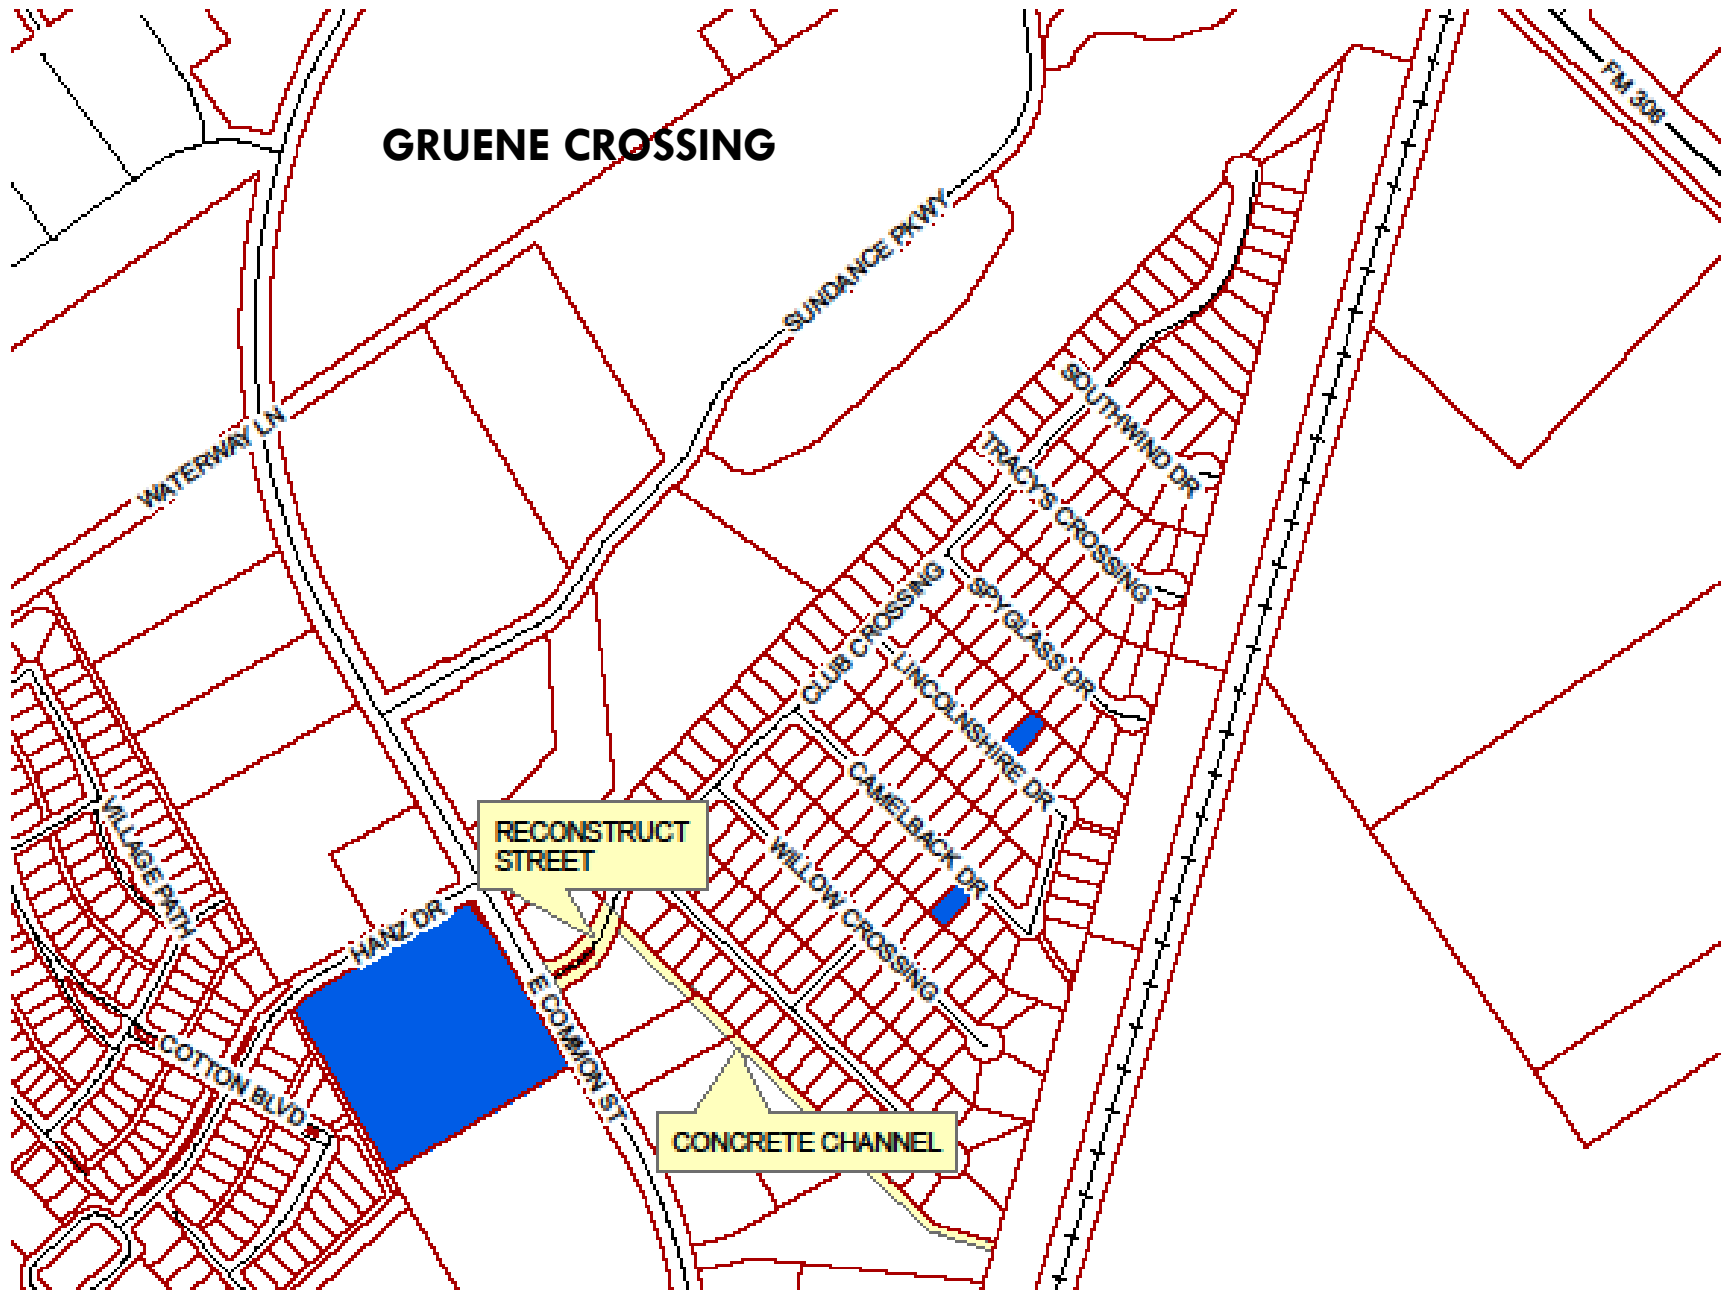 FM 306
GRUENE CROSSING
SUNDANCE PKWY
SOUTHWIND DR
WATERWAY LN
TRACY'S CROSSING
SPYGLASS DR
CLUB CROSSING
LINCOLNSHIRE DR
CAMELBACK DR
VILLAGE PATH
RECONSTRUCT
STREET
WILLOW CROSSING
HANZ DR
E COMMON ST
COTTON BLVD
CONCRETE CHANNEL